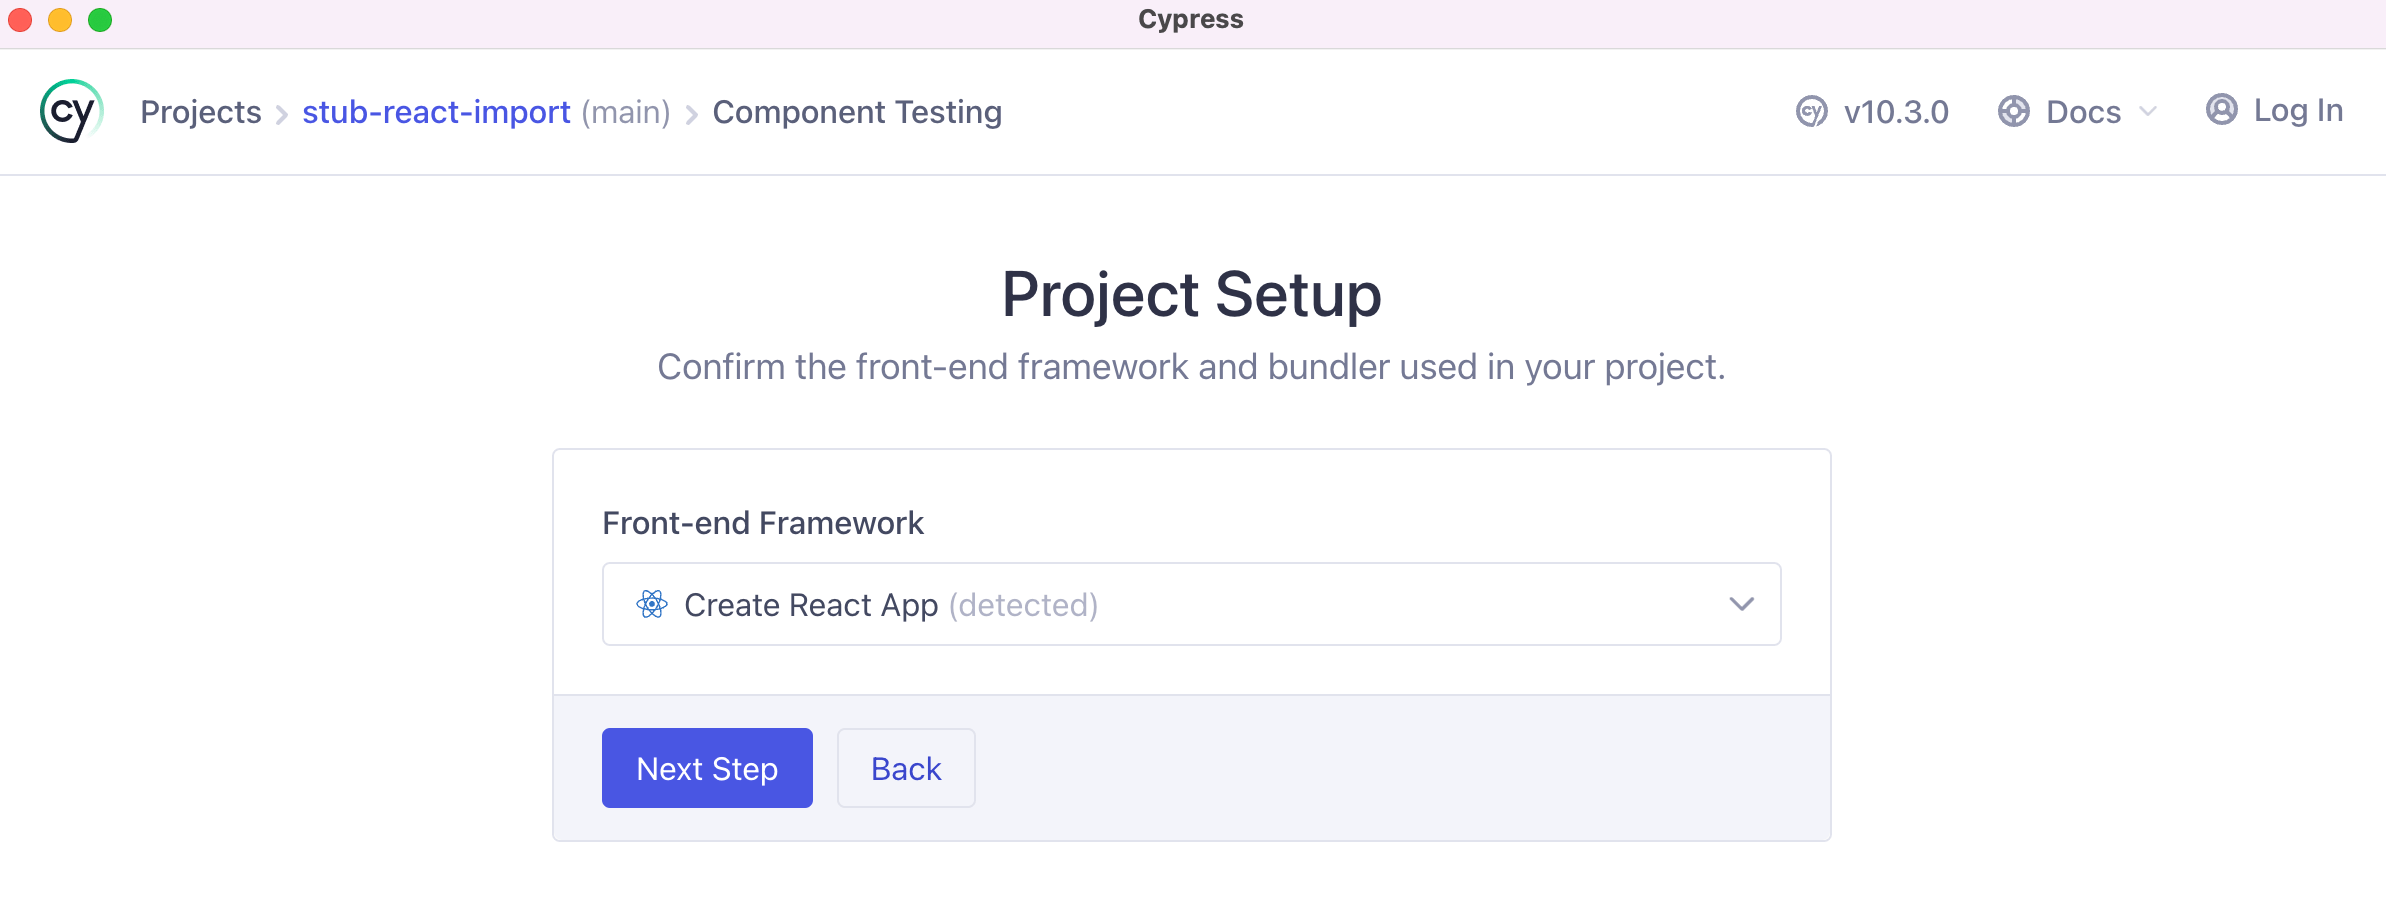 Cypress
cy Projects stub-react-import (main) Component Testing cy v10.3.0 Docs Log In
Project Setup
Confirm the front-end framework and bundler used in your project.
Front-end Framework
Create React App (detected)
Next Step Back